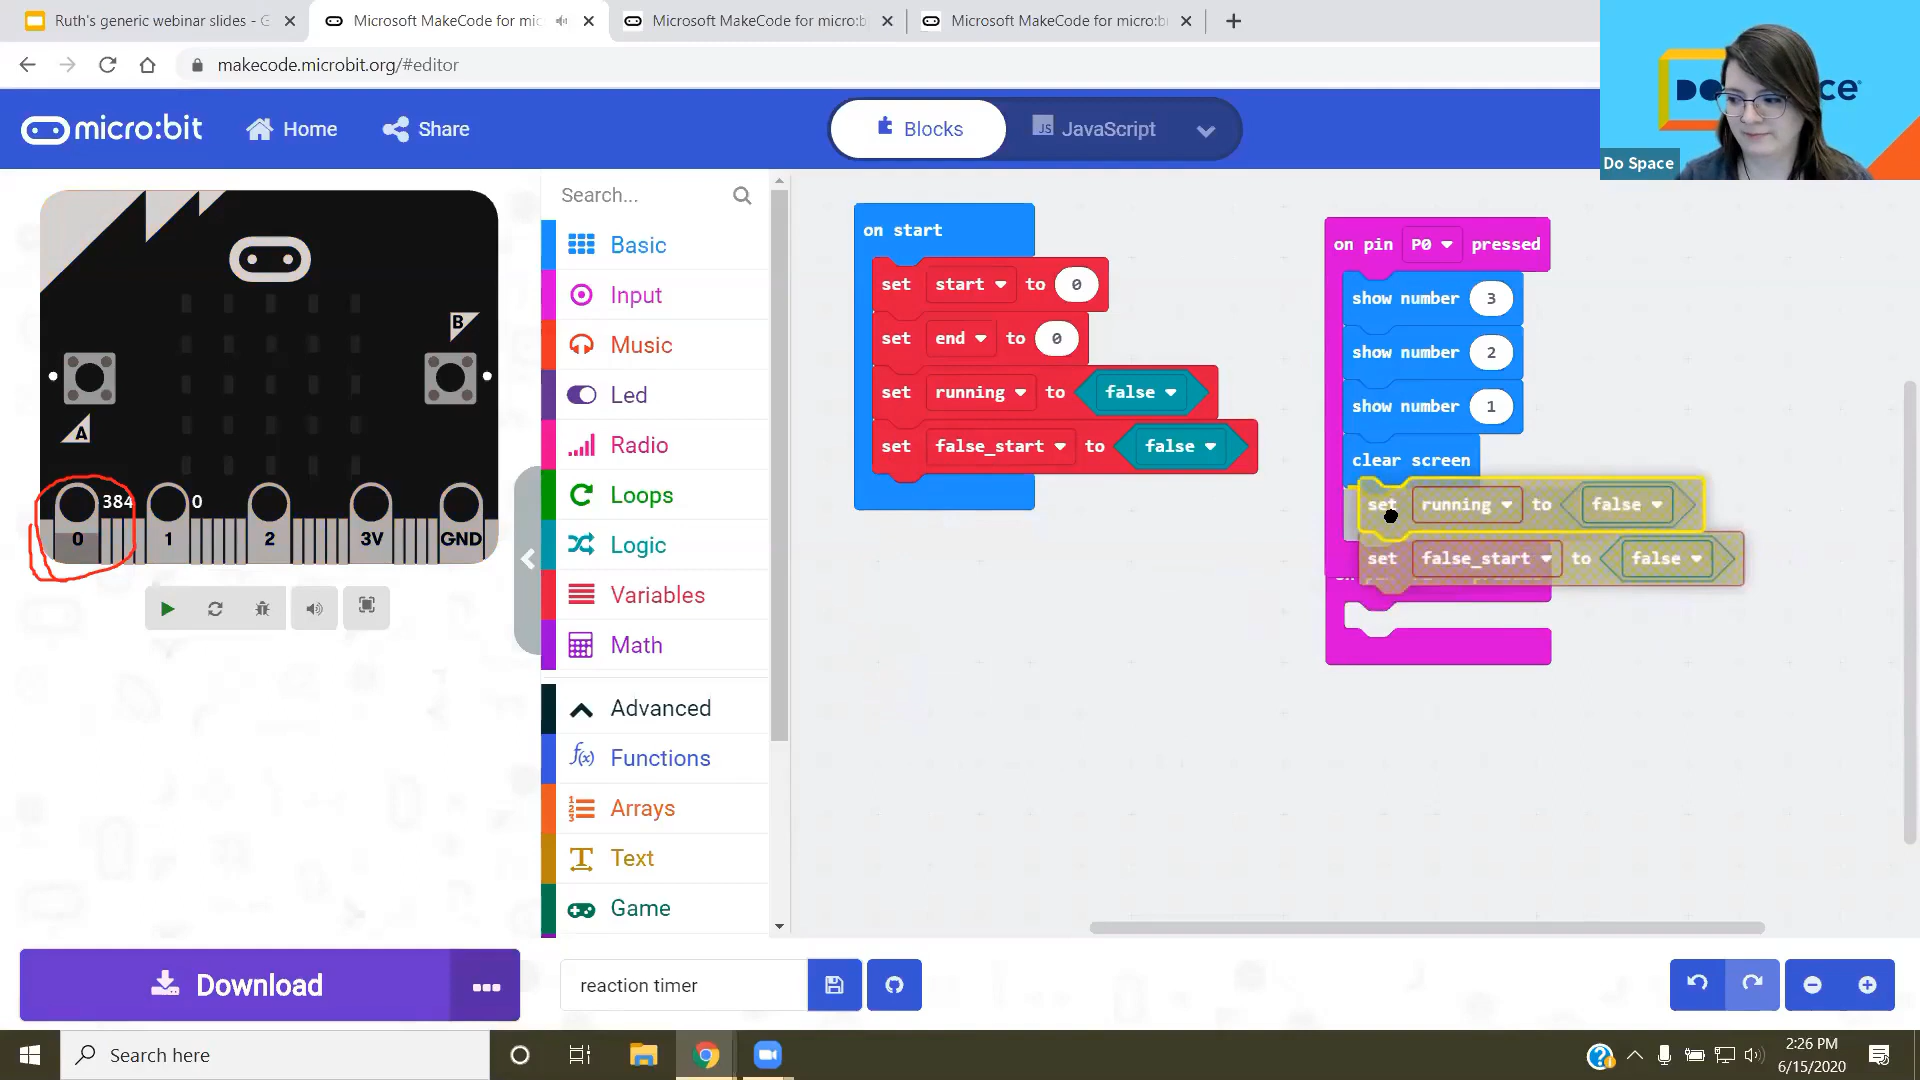 Ruth's generic webinar slides - G
Microsoft MakeCode for mic
Microsoft MakeCode for micro:b
Microsoft MakeCode for micro:b
makecode.microbit.org/#editor
micro:bit
Home
Share
Blocks
JS JavaScript
Do Space
B
A
384
0
0
1
2
3V
GND
Search...
Basic
Input
Music
Led
Radio
Loops
Logic
Variables
Math
Advanced
f(x) Functions
Arrays
Text
Game
on start
set start to 0
set end to 0
set running to false
set false_start to false
on pin P0 pressed
show number 3
show number 2
show number 1
clear screen
set running to false
set false_start to false
Download
reaction timer
Search here
2:26 PM
6/15/2020